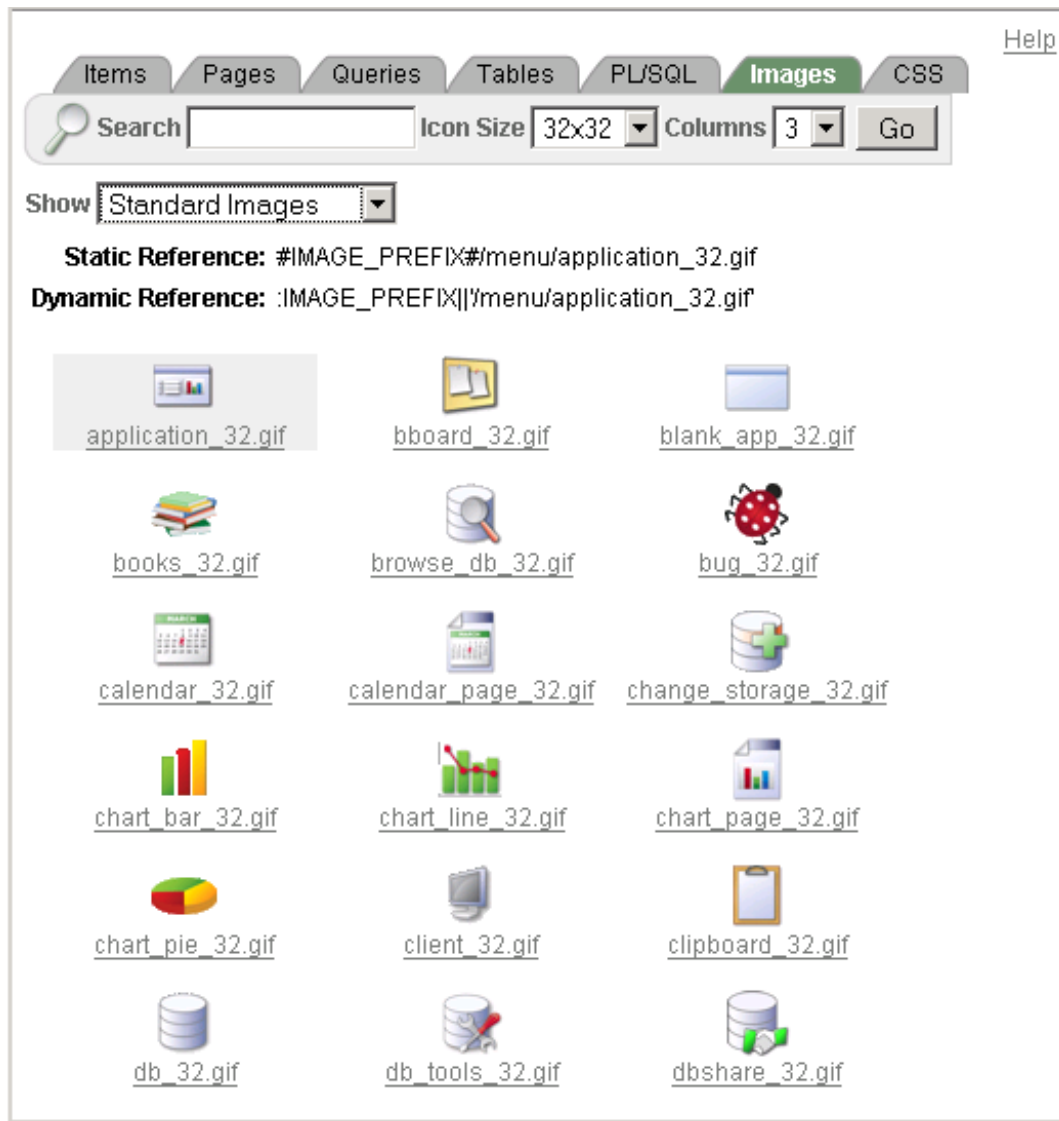 Help
Items Pages Queries Tables PL/SQL Images CSS
Search Icon Size 32x32 Columns 3 Go
Show Standard Images
Static Reference: #IMAGE_PREFIX#/menu/application_32.gif
Dynamic Reference: :IMAGE_PREFIX||'/menu/application_32.gif'
application_32.gif bboard_32.gif blank_app_32.gif
books_32.gif browse_db_32.gif bug_32.gif
MARCH MARCH
calendar_32.gif calendar_page_32.gif change_storage_32.gif
chart_bar_32.gif chart_line_32.gif chart_page_32.gif
chart_pie_32.gif client_32.gif clipboard_32.gif
db_32.gif db_tools_32.gif dbshare_32.gif